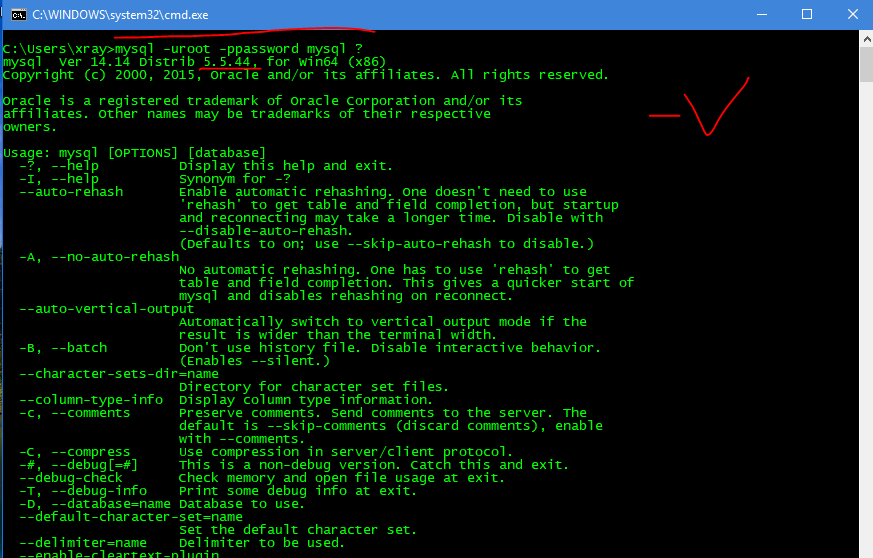 C:\WINDOWS\system32\cmd.exe
C:\Users\xray>mysql -uroot -ppassword mysql ?
mysql  Ver 14.14 Distrib 5.5.44, for Win64 (x86)
Copyright (c) 2000, 2015, Oracle and/or its affiliates. All rights reserved.
Oracle is a registered trademark of Oracle Corporation and/or its
affiliates. Other names may be trademarks of their respective
owners.
Usage: mysql [OPTIONS] [database]
-?, --help          Display this help and exit.
-I, --help          Synonym for -?
--auto-rehash       Enable automatic rehashing. One doesn't need to use
'rehash' to get table and field completion, but startup
and reconnecting may take a longer time. Disable with
--disable-auto-rehash.
(Defaults to on; use --skip-auto-rehash to disable.)
-A, --no-auto-rehash
No automatic rehashing. One has to use 'rehash' to get
table and field completion. This gives a quicker start of
mysql and disables rehashing on reconnect.
--auto-vertical-output
Automatically switch to vertical output mode if the
result is wider than the terminal width.
-B, --batch         Don't use history file. Disable interactive behavior.
(Enables --silent.)
--character-sets-dir=name
Directory for character set files.
--column-type-info  Display column type information.
-c, --comments      Preserve comments. Send comments to the server. The
default is --skip-comments (discard comments), enable
with --comments.
-C, --compress      Use compression in server/client protocol.
-#, --debug[=#]     This is a non-debug version. Catch this and exit.
--debug-check       Check memory and open file usage at exit.
-T, --debug-info    Print some debug info at exit.
-D, --database=name Database to use.
--default-character-set=name
Set the default character set.
--delimiter=name    Delimiter to be used.
--enable-cleartext-plugin